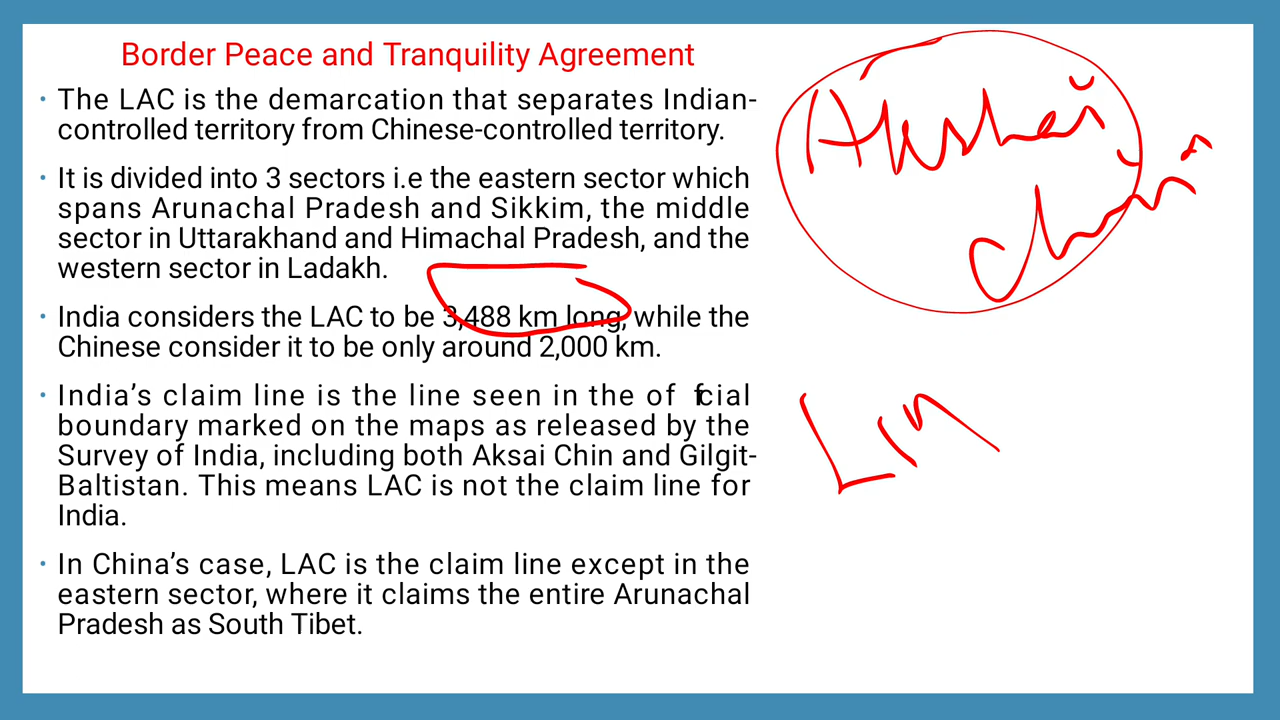 Border Peace and Tranquility Agreement
• The LAC is the demarcation that separates Indian-
controlled territory from Chinese-controlled territory.
• It is divided into 3 sectors i.e the eastern sector which
spans Arunachal Pradesh and Sikkim, the middle
sector in Uttarakhand and Himachal Pradesh, and the
western sector in Ladakh.
• India considers the LAC to be 3,488 km long, while the
Chinese consider it to be only around 2,000 km.
• India’s claim line is the line seen in the of fcial
boundary marked on the maps as released by the
Survey of India, including both Aksai Chin and Gilgit-
Baltistan. This means LAC is not the claim line for
India.
• In China’s case, LAC is the claim line except in the
eastern sector, where it claims the entire Arunachal
Pradesh as South Tibet.
Akshai